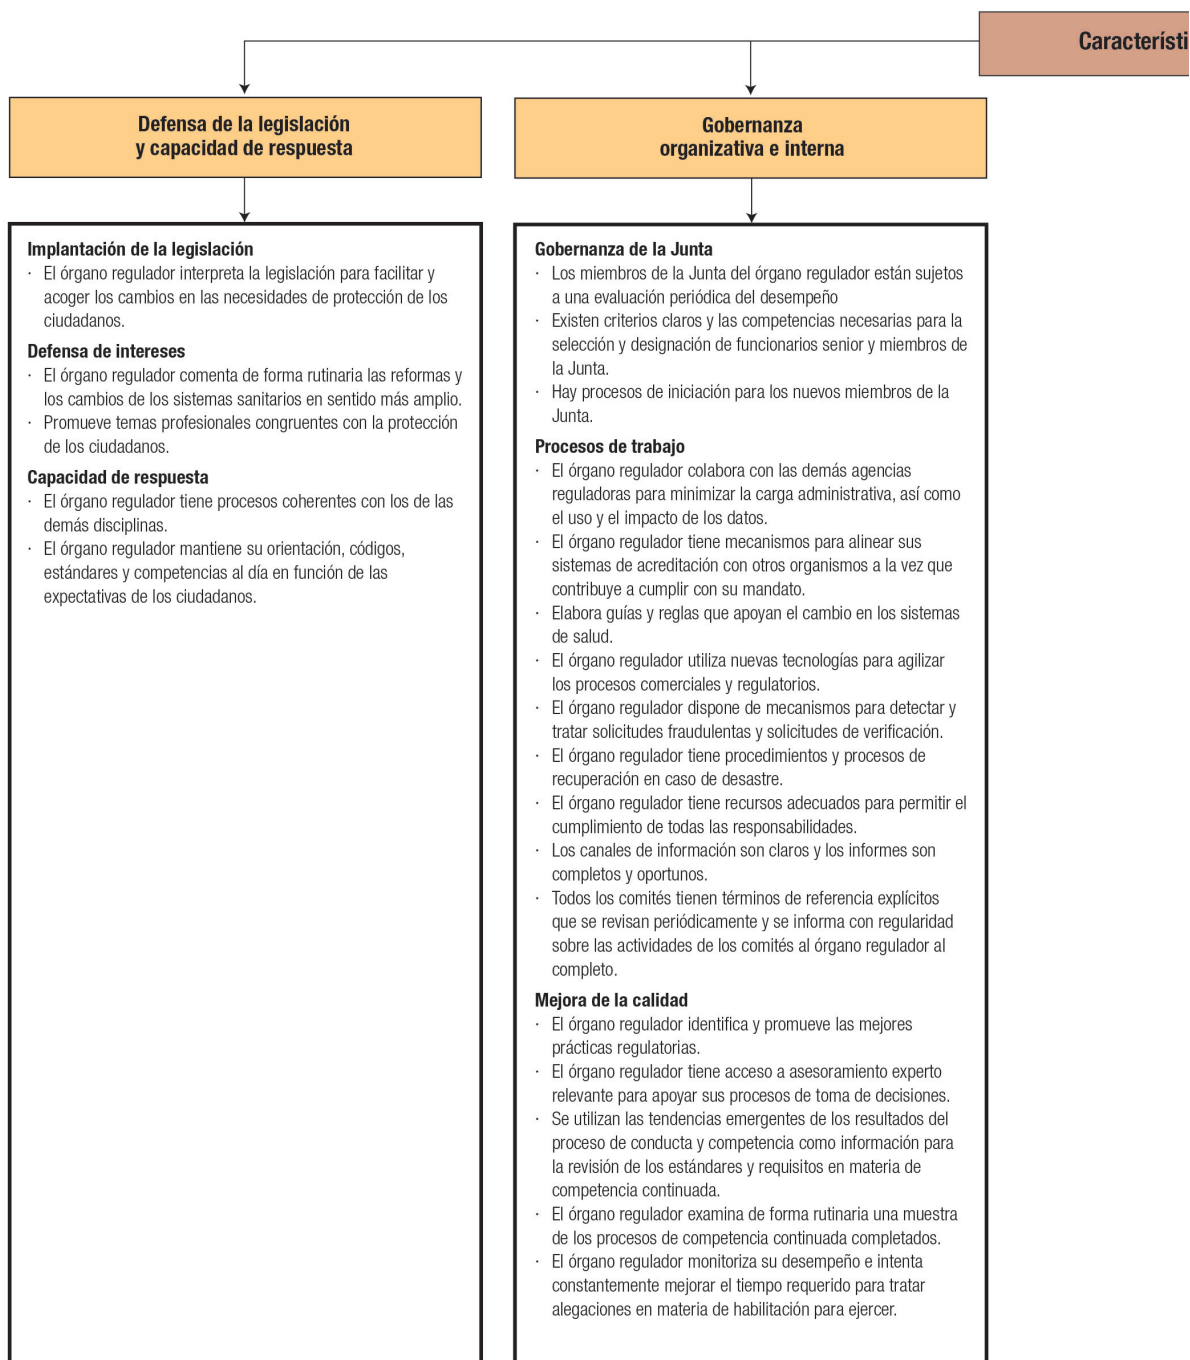 Característi
Defensa de la legislación
y capacidad de respuesta
Implantación de la legislación
· El órgano regulador interpreta la legislación para facilitar y
acoger los cambios en las necesidades de protección de los
ciudadanos.
Defensa de intereses
· El órgano regulador comenta de forma rutinaria las reformas y
los cambios de los sistemas sanitarios en sentido más amplio.
· Promueve temas profesionales congruentes con la protección
de los ciudadanos.
Capacidad de respuesta
· El órgano regulador tiene procesos coherentes con los de las
demás disciplinas.
· El órgano regulador mantiene su orientación, códigos,
estándares y competencias al día en función de las
expectativas de los ciudadanos.
Gobernanza
organizativa e interna
Gobernanza de la Junta
· Los miembros de la Junta del órgano regulador están sujetos
a una evaluación periódica del desempeño
· Existen criterios claros y las competencias necesarias para la
selección y designación de funcionarios senior y miembros de
la Junta.
· Hay procesos de iniciación para los nuevos miembros de la
Junta.
Procesos de trabajo
· El órgano regulador colabora con las demás agencias
reguladoras para minimizar la carga administrativa, así como
el uso y el impacto de los datos.
· El órgano regulador tiene mecanismos para alinear sus
sistemas de acreditación con otros organismos a la vez que
contribuye a cumplir con su mandato.
· Elabora guías y reglas que apoyan el cambio en los sistemas
de salud.
· El órgano regulador utiliza nuevas tecnologías para agilizar
los procesos comerciales y regulatorios.
· El órgano regulador dispone de mecanismos para detectar y
tratar solicitudes fraudulentas y solicitudes de verificación.
· El órgano regulador tiene procedimientos y procesos de
recuperación en caso de desastre.
· El órgano regulador tiene recursos adecuados para permitir el
cumplimiento de todas las responsabilidades.
· Los canales de información son claros y los informes son
completos y oportunos.
· Todos los comités tienen términos de referencia explícitos
que se revisan periódicamente y se informa con regularidad
sobre las actividades de los comités al órgano regulador al
completo.
Mejora de la calidad
· El órgano regulador identifica y promueve las mejores
prácticas regulatorias.
· El órgano regulador tiene acceso a asesoramiento experto
relevante para apoyar sus procesos de toma de decisiones.
· Se utilizan las tendencias emergentes de los resultados del
proceso de conducta y competencia como información para
la revisión de los estándares y requisitos en materia de
competencia continuada.
· El órgano regulador examina de forma rutinaria una muestra
de los procesos de competencia continuada completados.
· El órgano regulador monitoriza su desempeño e intenta
constantemente mejorar el tiempo requerido para tratar
alegaciones en materia de habilitación para ejercer.